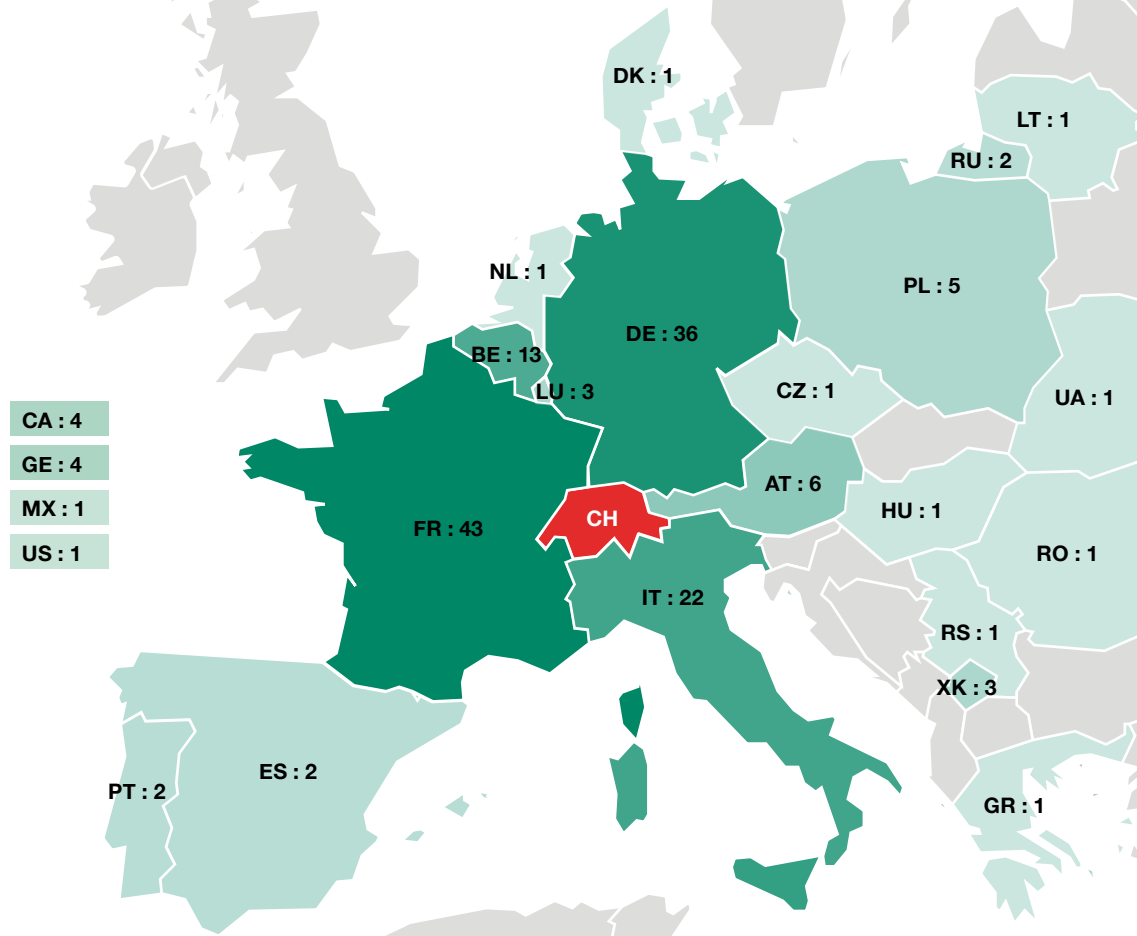 DK : 1
LT : 1
RU : 2
NL : 1
PL : 5
DE : 36
BE : 13
LU : 3
CZ : 1
UA : 1
CA : 4
GE : 4
MX : 1
US : 1
AT : 6
HU : 1
CH
FR : 43
RO : 1
IT : 22
RS : 1
XK : 3
ES : 2
PT : 2
GR : 1